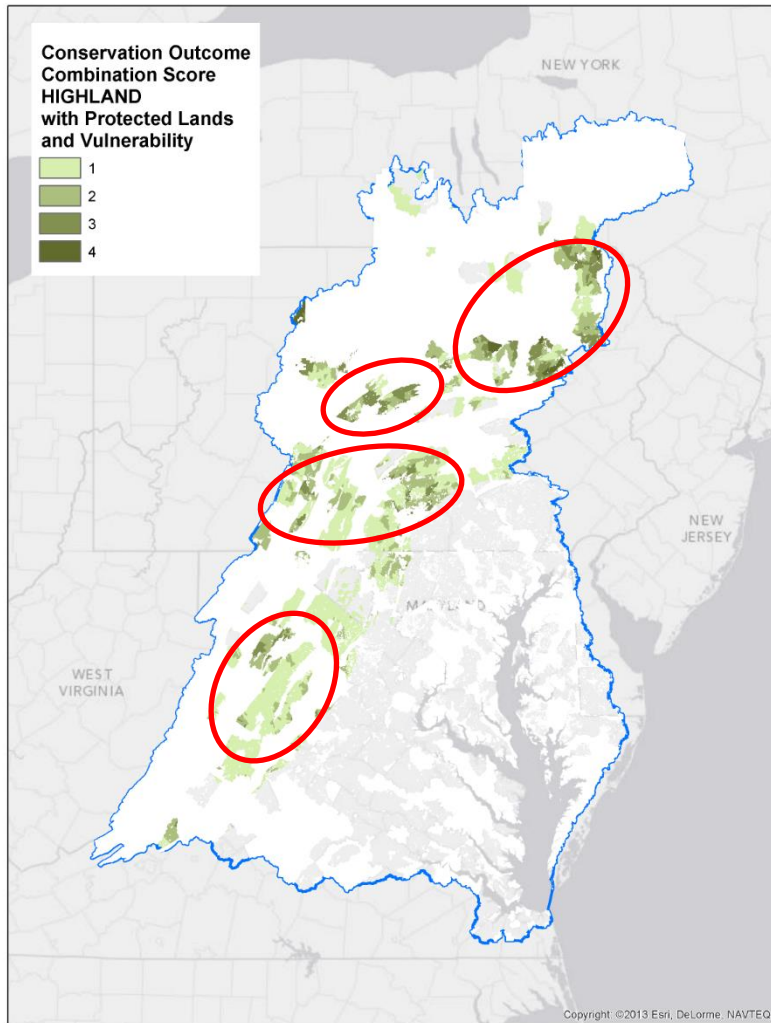 Conservation Outcome
Combination Score
HIGHLAND
with Protected Lands
and Vulnerability
1
2
3
4
NEW YORK
NEW
JERSEY
MARYLAND
WEST
VIRGINIA
Copyright: ©2013 Esri, DeLorme, NAVTEQ